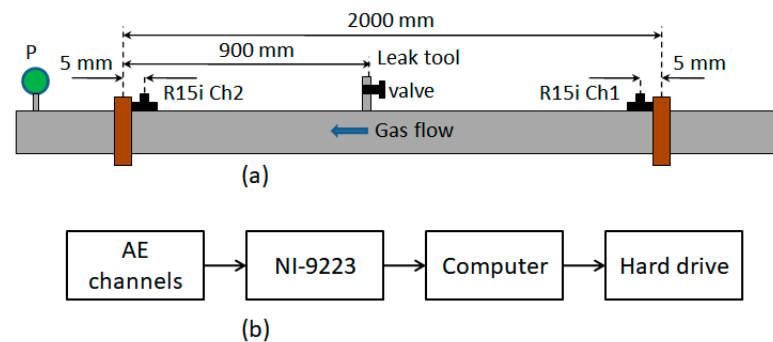 2000 mm
P
900 mm
Leak tool
5 mm
5 mm
R15i Ch2
valve
R15i Ch1
Gas flow
(a)
AE
channels
NI-9223
Computer
Hard drive
(b)